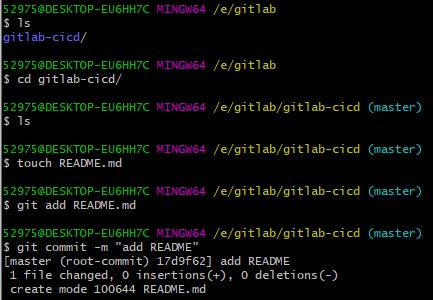 52975@DESKTOP-EU6HH7C MINGW64 /e/gitlab
$ ls
gitlab-cicd/
52975@DESKTOP-EU6HH7C MINGW64 /e/gitlab
$ cd gitlab-cicd/
52975@DESKTOP-EU6HH7C MINGW64 /e/gitlab/gitlab-cicd (master)
$ ls
52975@DESKTOP-EU6HH7C MINGW64 /e/gitlab/gitlab-cicd (master)
$ touch README.md
52975@DESKTOP-EU6HH7C MINGW64 /e/gitlab/gitlab-cicd (master)
$ git add README.md
52975@DESKTOP-EU6HH7C MINGW64 /e/gitlab/gitlab-cicd (master)
$ git commit -m "add README"
[master (root-commit) 17d9f62] add README
 1 file changed, 0 insertions(+), 0 deletions(-)
 create mode 100644 README.md